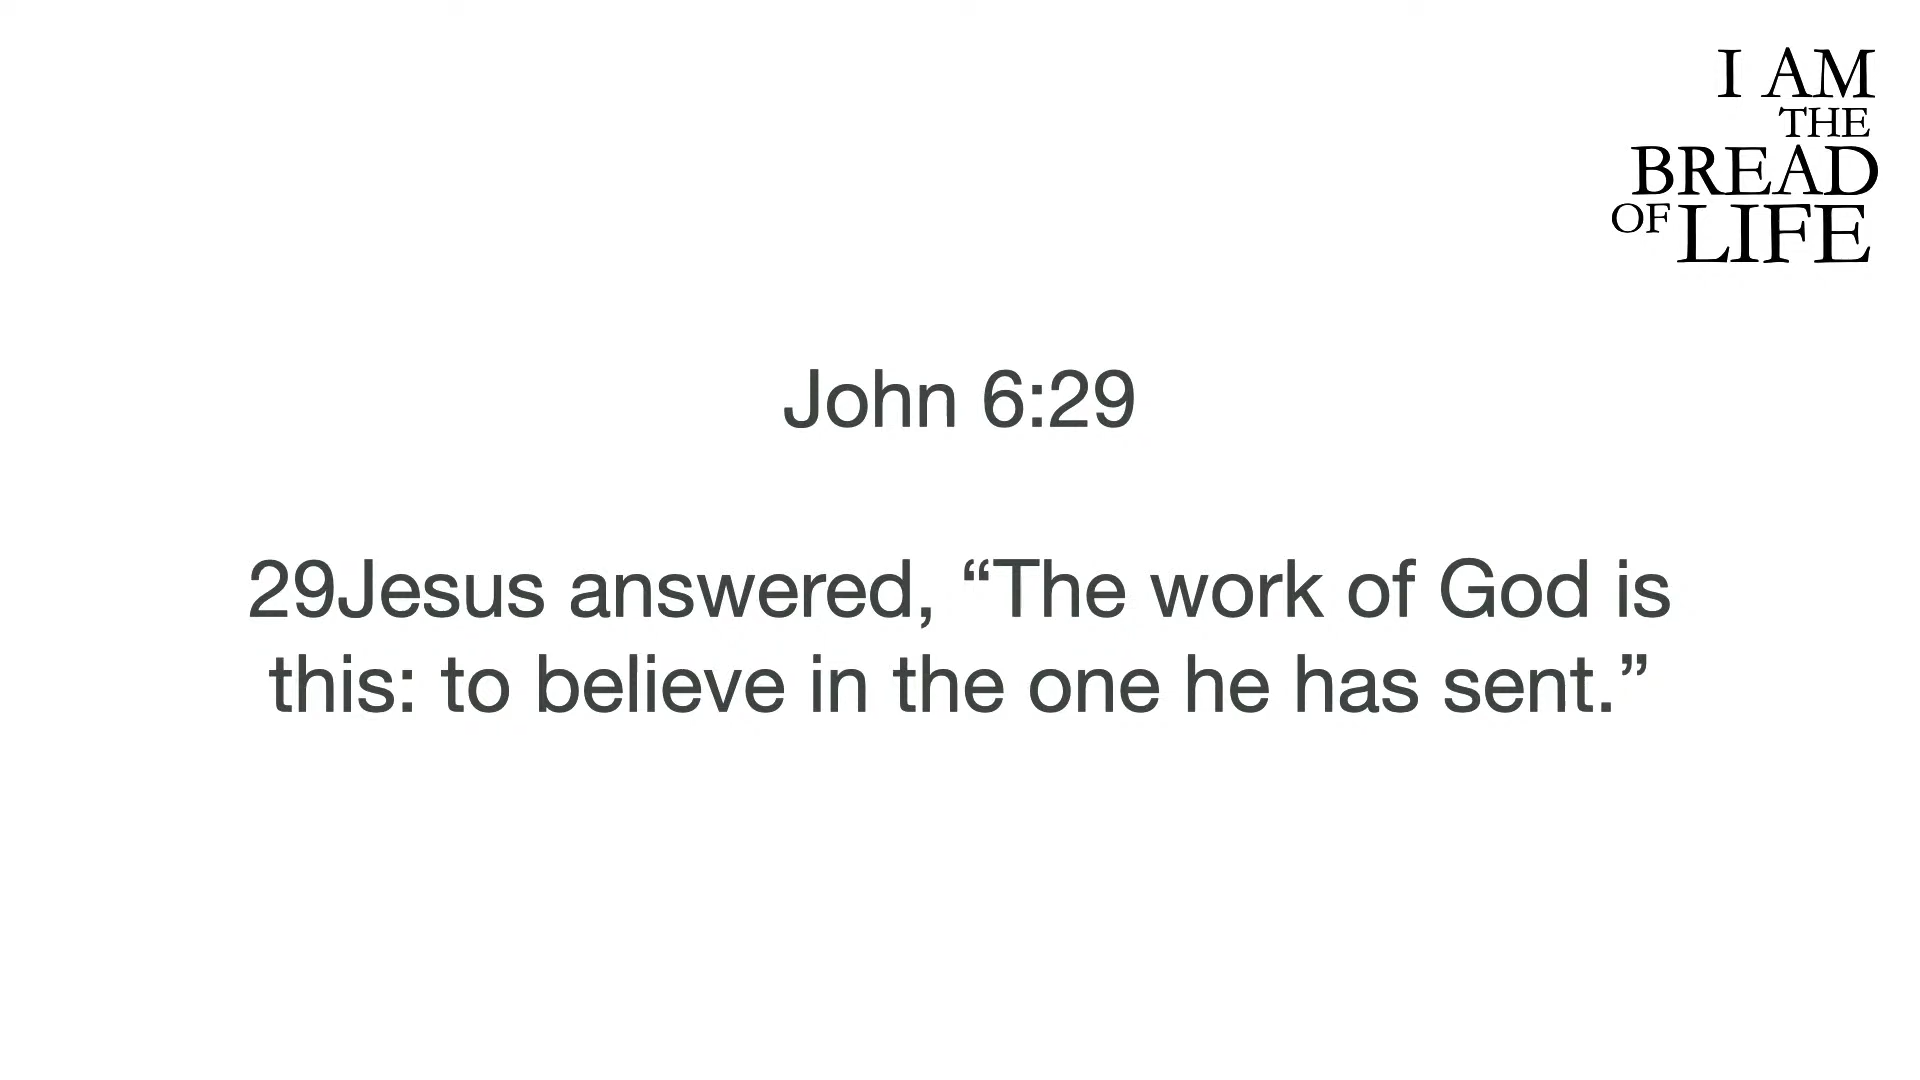 I AM
THE
BREAD
OF LIFE
John 6:29
29Jesus answered, “The work of God is
this: to believe in the one he has sent.”